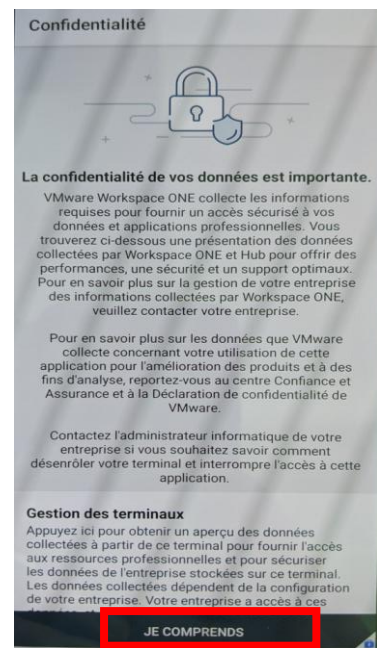 Confidentialité
La confidentialité de vos données est importante.
VMware Workspace ONE collecte les informations
requises pour fournir un accès sécurisé à vos
données et applications professionnelles. Vous
trouverez ci-dessous une présentation des données
collectées par Workspace ONE et Hub pour offrir des
performances, une sécurité et un support optimaux.
Pour en savoir plus sur la gestion de votre entreprise
des informations collectées par Workspace ONE,
veuillez contacter votre entreprise.
Pour en savoir plus sur les données que VMware
collecte concernant votre utilisation de cette
application pour l'amélioration des produits et à des
fins d'analyse, reportez-vous au centre Confiance et
Assurance et à la Déclaration de confidentialité de
VMware.
Contactez l'administrateur informatique de votre
entreprise si vous souhaitez savoir comment
désenrôler votre terminal et interrompre l'accès à cette
application.
Gestion des terminaux
Appuyez ici pour obtenir un aperçu des données
collectées à partir de ce terminal pour fournir l'accès
aux ressources professionnelles et pour sécuriser
les données de l'entreprise stockées sur ce terminal.
Les données collectées dépendent de la configuration
de votre entreprise. Votre entreprise a accès à ces
JE COMPRENDS